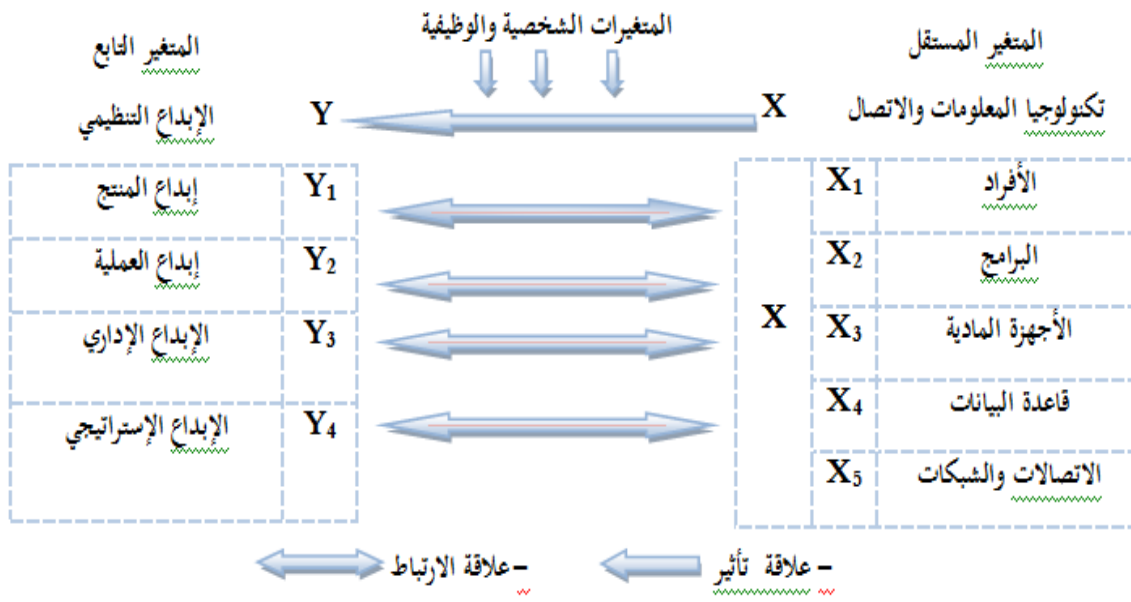 المتغيرات الشخصية والوظيفية
المتغير المستقل
المتغير التابع
تكنولوجيا المعلومات والاتصال
X
Y
الإبداع التنظيمي
الأفراد
X1
Y1
إبداع المنتج
البرامج
X2
Y2
إبداع العملية
X
الأجهزة المادية
X3
Y3
الإبداع الإداري
قاعدة البيانات
X4
Y4
الإبداع الإستراتيجي
الاتصالات والشبكات
X5
– علاقة تأثير
– علاقة الارتباط